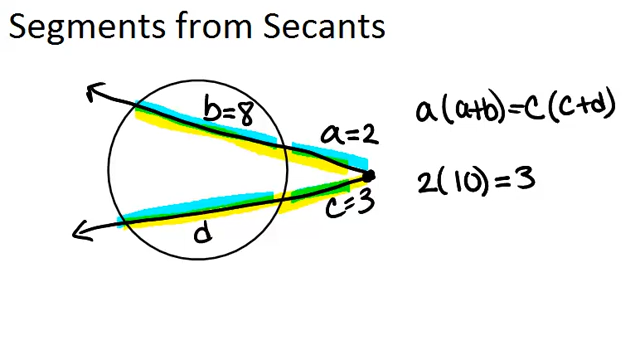 Segments from Secants
b=8
a=2
a(a+b)=c(c+d)
2(10)=3
c=3
d